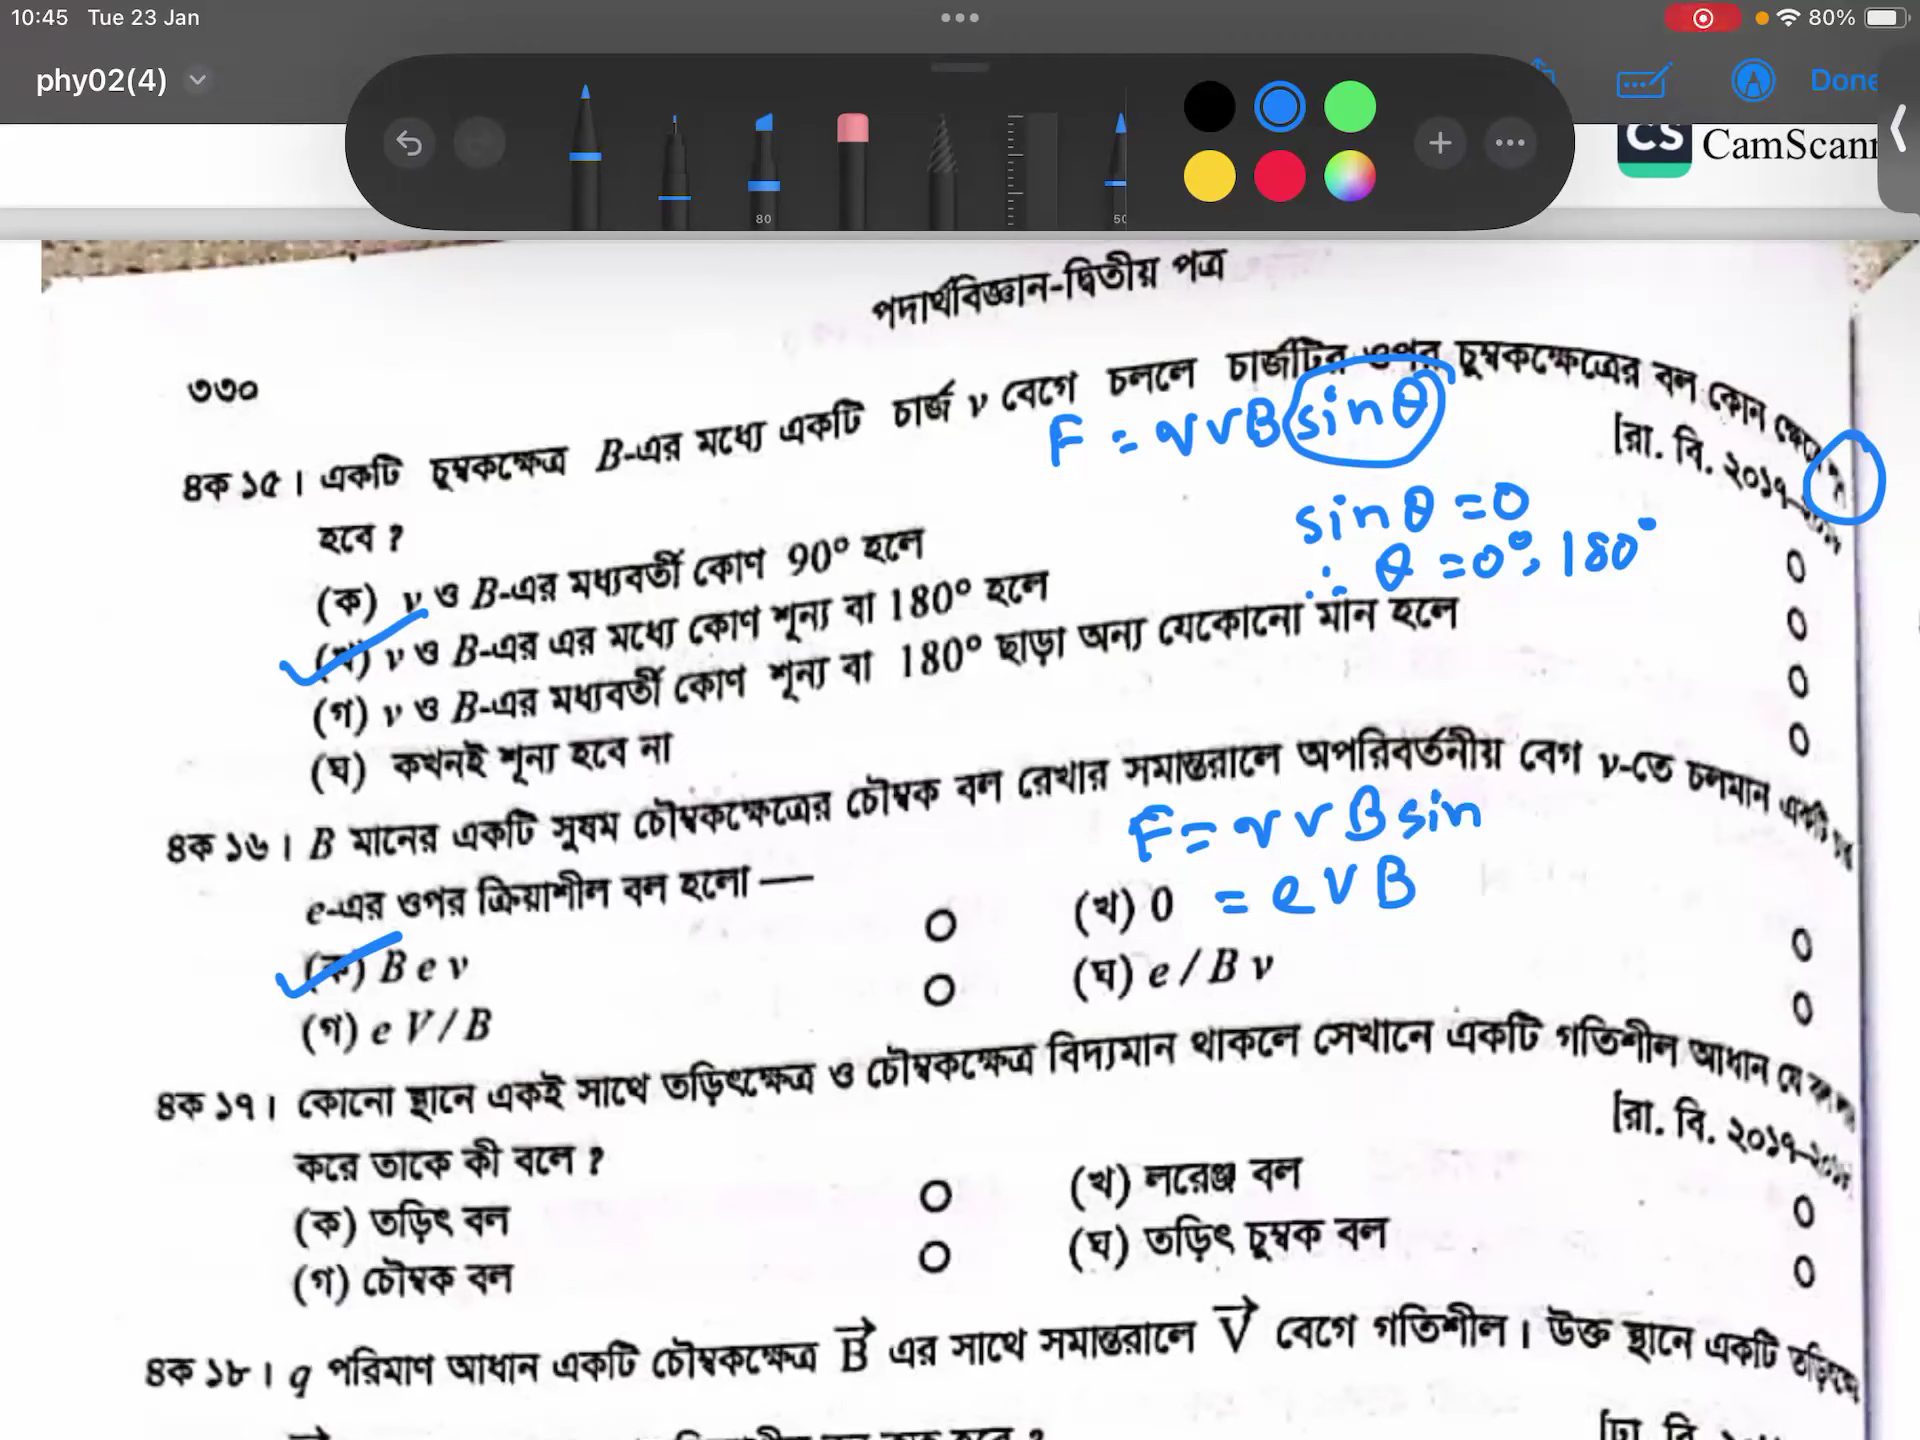 10:45 Tue 23 Jan
80%
phy02(4)
Done
80
50
CS CamScann
পদার্থবিজ্ঞান-দ্বিতীয় পত্র
৩৩০
৪ক ১৫। একটি চুম্বকক্ষেত্র B-এর মধ্যে একটি চার্জ v বেগে চললে চার্জটির ওপর চুম্বকক্ষেত্রের বল কোন ক্ষেত্রে
F = qvB sinθ
হবে ?
[রা. বি. ২০১৭-
sinθ = 0
∴ θ = 0°, 180°
(ক) v ও B-এর মধ্যবর্তী কোণ 90° হলে
(খ) v ও B-এর এর মধ্যে কোণ শূন্য বা 180° হলে
(গ) v ও B-এর মধ্যবর্তী কোণ শূন্য বা 180° ছাড়া অন্য যেকোনো মান হলে
(ঘ) কখনই শূন্য হবে না
৪ক ১৬। B মানের একটি সুষম চৌম্বকক্ষেত্রের চৌম্বক বল রেখার সমান্তরালে অপরিবর্তনীয় বেগ v-তে চলমান একটি
F = qvB sin
e-এর ওপর ক্রিয়াশীল বল হলো —
= evB
(ক) B e v
(খ) 0
(গ) e V / B
(ঘ) e / B v
৪ক ১৭। কোনো স্থানে একই সাথে তড়িৎক্ষেত্র ও চৌম্বকক্ষেত্র বিদ্যমান থাকলে সেখানে একটি গতিশীল আধান যে বল
করে তাকে কী বলে ?
[রা. বি. ২০১৭-
(ক) তড়িৎ বল
(খ) লরেঞ্জ বল
(গ) চৌম্বক বল
(ঘ) তড়িৎ চুম্বক বল
৪ক ১৮। q পরিমাণ আধান একটি চৌম্বকক্ষেত্র B⃗ এর সাথে সমান্তরালে V⃗ বেগে গতিশীল। উক্ত স্থানে একটি